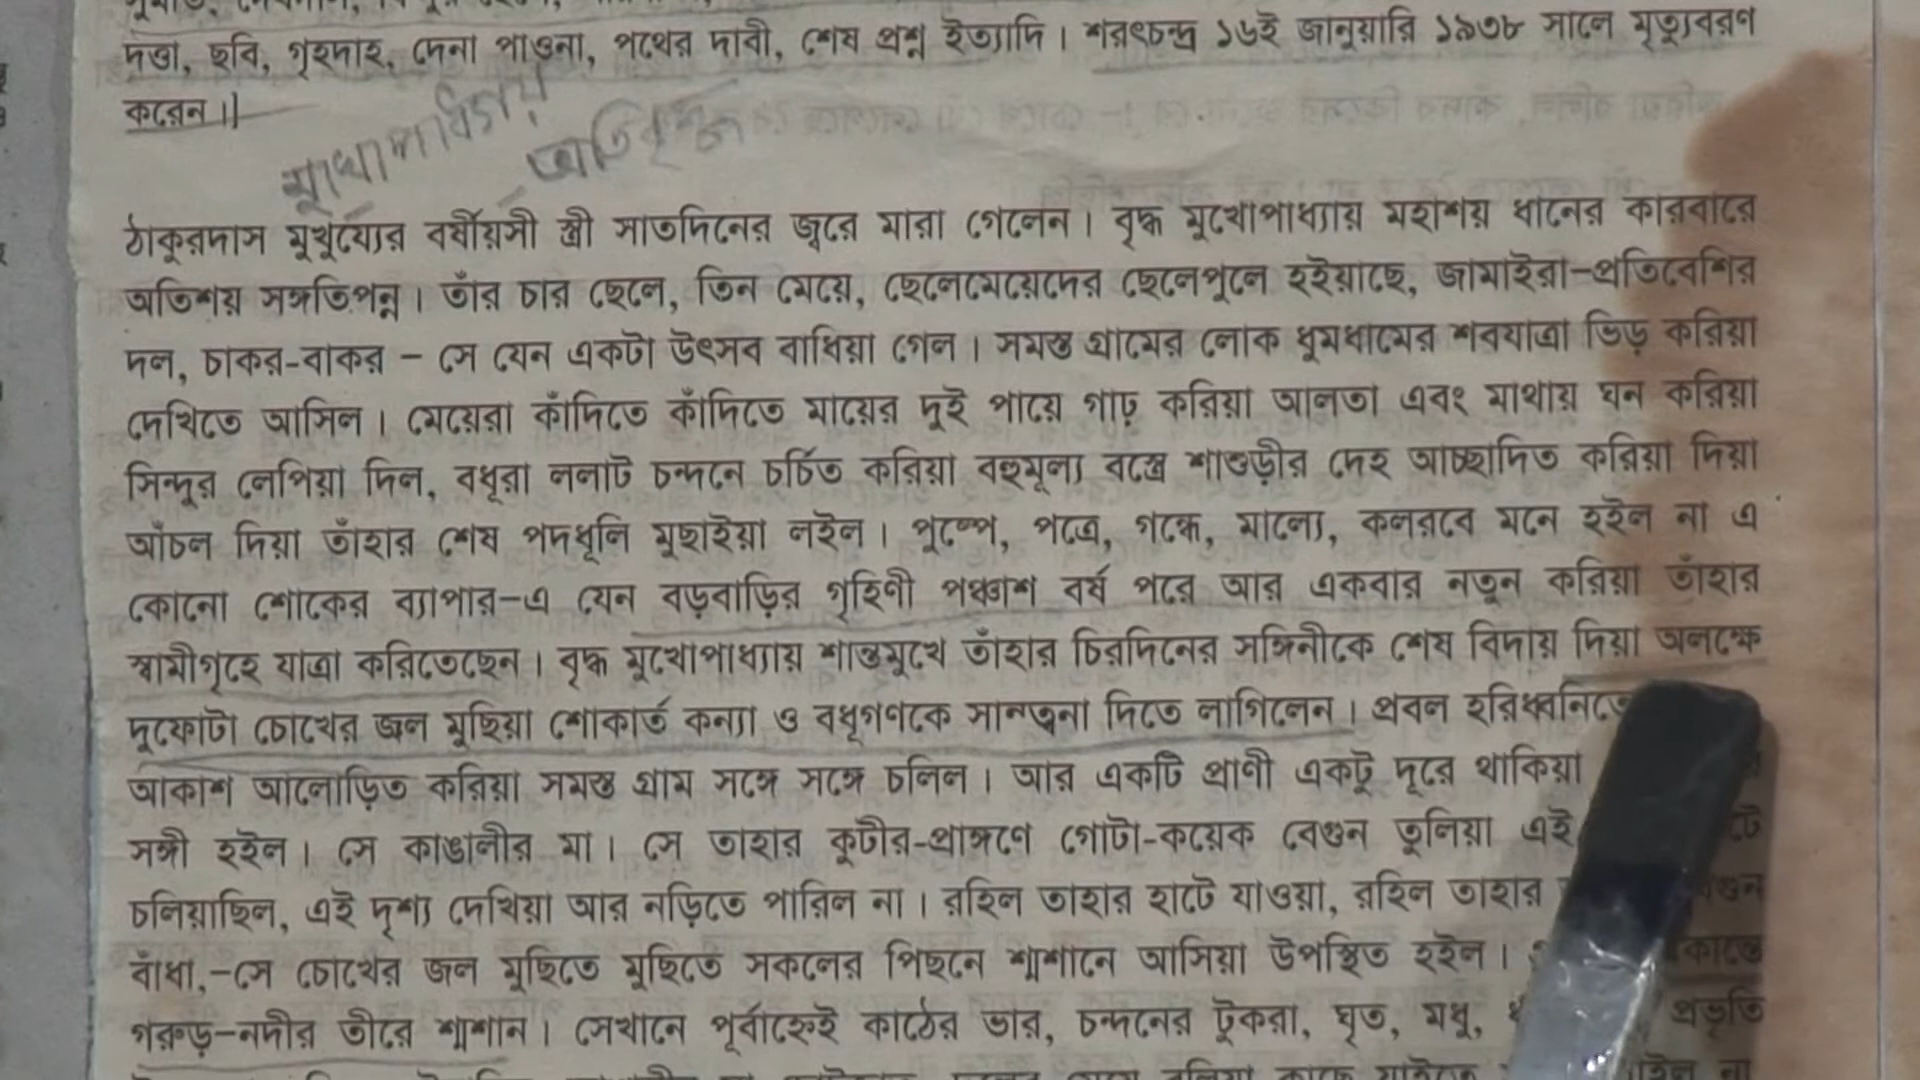 দত্তা, ছবি, গৃহদাহ, দেনা পাওনা, পথের দাবী, শেষ প্রশ্ন ইত্যাদি। শরৎচন্দ্র ১৬ই জানুয়ারি ১৯৩৮ সালে মৃত্যুবরণ
করেন।
মুখোপাধ্যায়
অতিবৃদ্ধ
ঠাকুরদাস মুখুয্যের বর্ষীয়সী স্ত্রী সাতদিনের জ্বরে মারা গেলেন। বৃদ্ধ মুখোপাধ্যায় মহাশয় ধানের কারবারে
অতিশয় সঙ্গতিপন্ন। তাঁর চার ছেলে, তিন মেয়ে, ছেলেমেয়েদের ছেলেপুলে হইয়াছে, জামাইরা-প্রতিবেশির
দল, চাকর-বাকর – সে যেন একটা উৎসব বাধিয়া গেল। সমস্ত গ্রামের লোক ধুমধামের শবযাত্রা ভিড় করিয়া
দেখিতে আসিল। মেয়েরা কাঁদিতে কাঁদিতে মায়ের দুই পায়ে গাঢ় করিয়া আলতা এবং মাথায় ঘন করিয়া
সিন্দুর লেপিয়া দিল, বধূরা ললাট চন্দনে চর্চিত করিয়া বহুমূল্য বস্ত্রে শাশুড়ীর দেহ আচ্ছাদিত করিয়া দিয়া
আঁচল দিয়া তাঁহার শেষ পদধূলি মুছাইয়া লইল। পুষ্পে, পত্রে, গন্ধে, মাল্যে, কলরবে মনে হইল না এ
কোনো শোকের ব্যাপার-এ যেন বড়বাড়ির গৃহিণী পঞ্চাশ বর্ষ পরে আর একবার নতুন করিয়া তাঁহার
স্বামীগৃহে যাত্রা করিতেছেন। বৃদ্ধ মুখোপাধ্যায় শান্তমুখে তাঁহার চিরদিনের সঙ্গিনীকে শেষ বিদায় দিয়া অলক্ষে
দুফোটা চোখের জল মুছিয়া শোকার্ত কন্যা ও বধূগণকে সান্ত্বনা দিতে লাগিলেন। প্রবল হরিধ্বনিতে
আকাশ আলোড়িত করিয়া সমস্ত গ্রাম সঙ্গে সঙ্গে চলিল। আর একটি প্রাণী একটু দূরে থাকিয়া
সঙ্গী হইল। সে কাঙালীর মা। সে তাহার কুটীর-প্রাঙ্গণে গোটা-কয়েক বেগুন তুলিয়া এই
চলিয়াছিল, এই দৃশ্য দেখিয়া আর নড়িতে পারিল না। রহিল তাহার হাটে যাওয়া, রহিল তাহার
বাঁধা,-সে চোখের জল মুছিতে মুছিতে সকলের পিছনে শ্মশানে আসিয়া উপস্থিত হইল।
গরুড়-নদীর তীরে শ্মশান। সেখানে পূর্বাহ্নেই কাঠের ভার, চন্দনের টুকরা, ঘৃত, মধু, প্রভৃতি